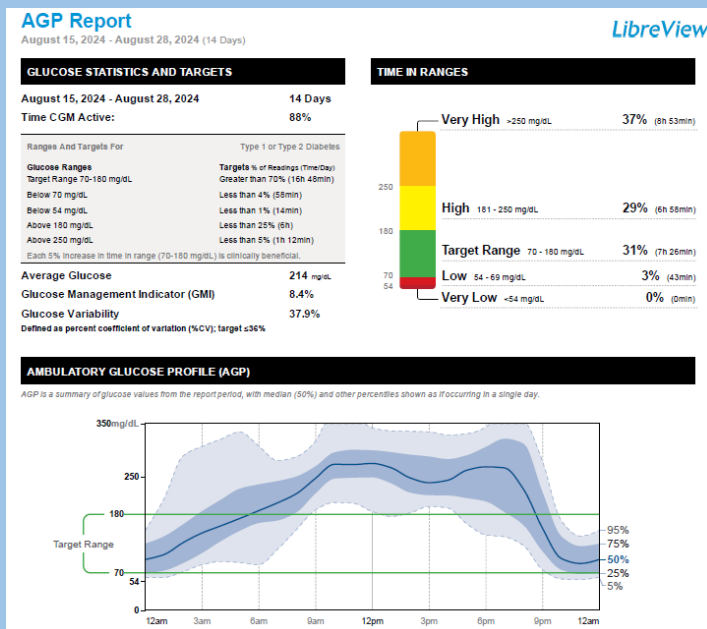 AGP Report
LibreView
August 15, 2024 - August 28, 2024 (14 Days)
GLUCOSE STATISTICS AND TARGETS
August 15, 2024 - August 28, 2024 14 Days
Time CGM Active: 88%
Ranges And Targets For Type 1 or Type 2 Diabetes
Glucose Ranges Targets % of Readings (Time/Day)
Target Range 70-180 mg/dL Greater than 70% (16h 48min)
Below 70 mg/dL Less than 4% (58min)
Below 54 mg/dL Less than 1% (14min)
Above 180 mg/dL Less than 25% (6h)
Above 250 mg/dL Less than 5% (1h 12min)
Each 5% increase in time in range (70-180 mg/dL) is clinically beneficial.
Average Glucose 214 mg/dL
Glucose Management Indicator (GMI) 8.4%
Glucose Variability 37.9%
Defined as percent coefficient of variation (%CV); target ≤36%
TIME IN RANGES
Very High >250 mg/dL 37% (8h 53min)
250
High 181 - 250 mg/dL 29% (6h 58min)
180
Target Range 70 - 180 mg/dL 31% (7h 26min)
70
Low 54 - 69 mg/dL 3% (43min)
54
Very Low <54 mg/dL 0% (0min)
AMBULATORY GLUCOSE PROFILE (AGP)
AGP is a summary of glucose values from the report period, with median (50%) and other percentiles shown as if occurring in a single day.
350 mg/dL
250
180
Target Range
70
54
0
95%
75%
50%
25%
5%
12am 3am 6am 9am 12pm 3pm 6pm 9pm 12am